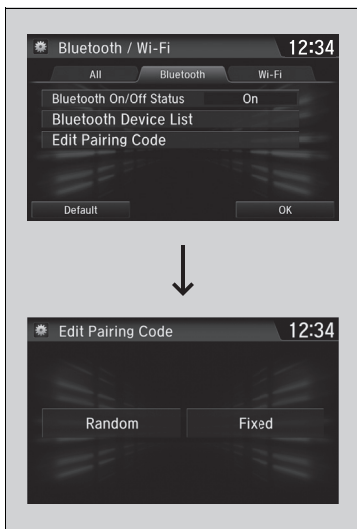 Bluetooth / Wi-Fi 12:34
All Bluetooth Wi-Fi
Bluetooth On/Off Status On
Bluetooth Device List
Edit Pairing Code
Default OK
Edit Pairing Code 12:34
Random Fixed